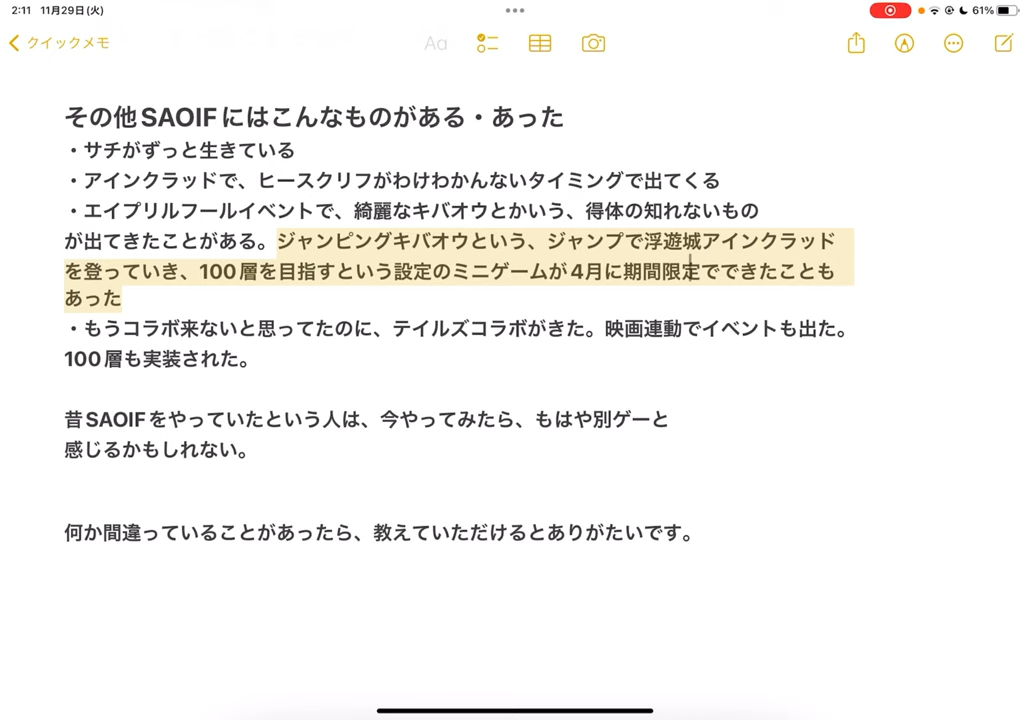 2:11 11月29日(火)
61%
クイックメモ
Aa
その他SAOIFにはこんなものがある・あった
・サチがずっと生きている
・アインクラッドで、ヒースクリフがわけわかんないタイミングで出てくる
・エイプリルフールイベントで、綺麗なキバオウとかいう、得体の知れないもの
が出てきたことがある。ジャンピングキバオウという、ジャンプで浮遊城アインクラッド
を登っていき、100層を目指すという設定のミニゲームが4月に期間限定でできたことも
あった
・もうコラボ来ないと思ってたのに、テイルズコラボがきた。映画連動でイベントも出た。
100層も実装された。
昔SAOIFをやっていたという人は、今やってみたら、もはや別ゲーと
感じるかもしれない。
何か間違っていることがあったら、教えていただけるとありがたいです。